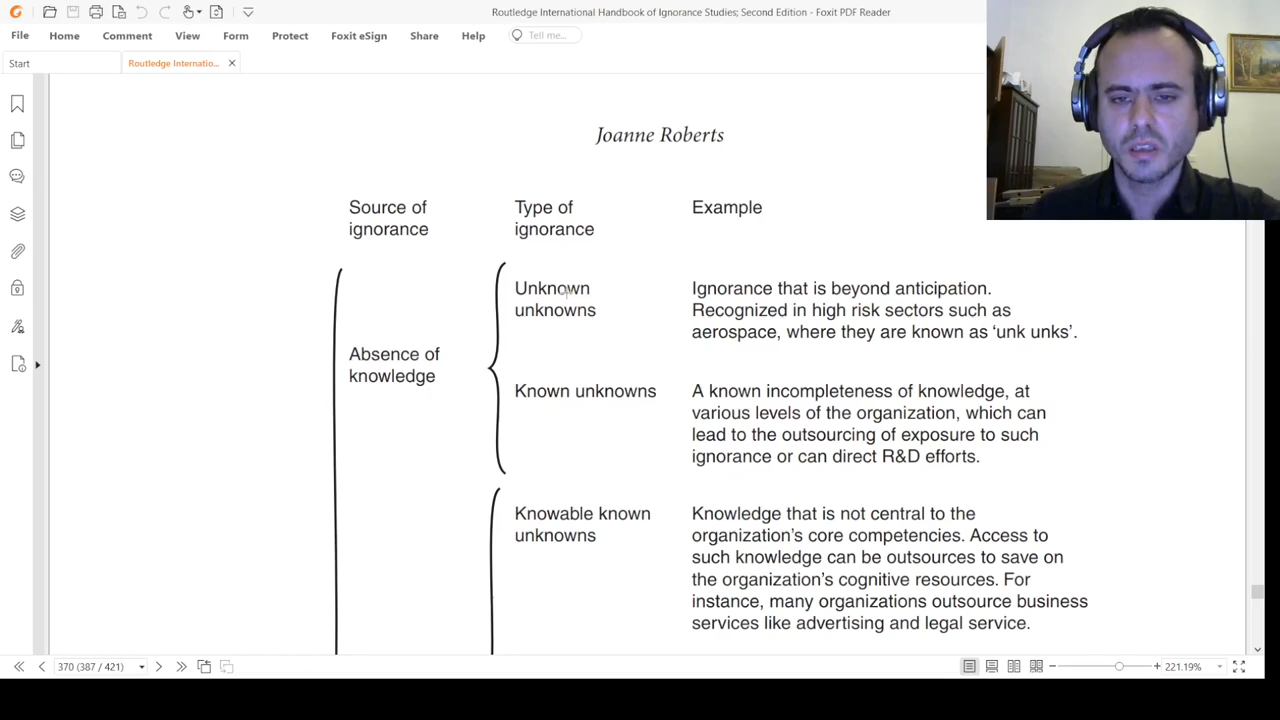 Routledge International Handbook of Ignorance Studies; Second Edition - Foxit PDF Reader
File Home Comment View Form Protect Foxit eSign Share Help Tell me...
Start Routledge Internatio...
Joanne Roberts
Source of
ignorance
Type of
ignorance
Example
Absence of
knowledge
Unknown
unknowns
Ignorance that is beyond anticipation.
Recognized in high risk sectors such as
aerospace, where they are known as ‘unk unks’.
Known unknowns
A known incompleteness of knowledge, at
various levels of the organization, which can
lead to the outsourcing of exposure to such
ignorance or can direct R&D efforts.
Knowable known
unknowns
Knowledge that is not central to the
organization’s core competencies. Access to
such knowledge can be outsources to save on
the organization’s cognitive resources. For
instance, many organizations outsource business
services like advertising and legal service.
370 (387 / 421) 221.19%